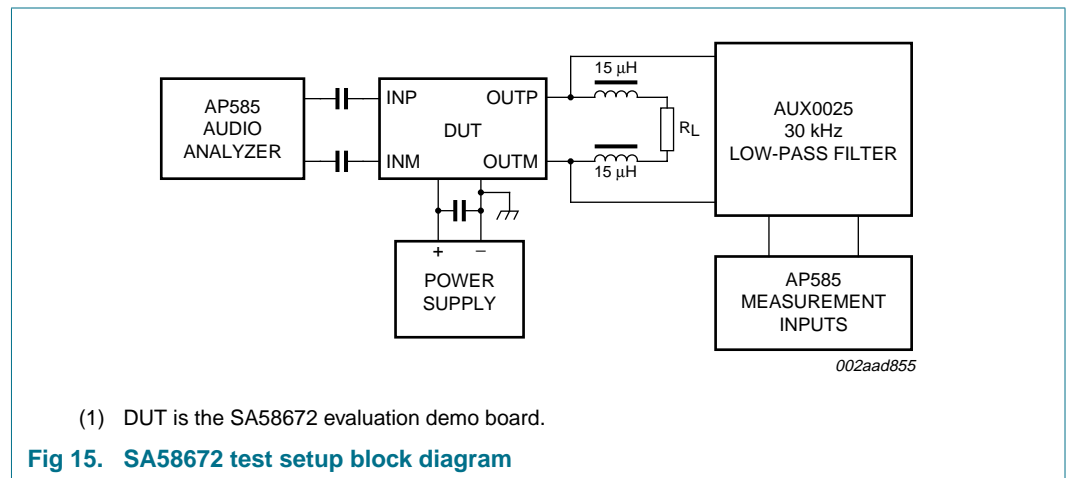 AP585
AUDIO
ANALYZER
INP
INM
DUT
OUTP
OUTM
15 μH
RL
15 μH
AUX0025
30 kHz
LOW-PASS FILTER
+ −
POWER
SUPPLY
AP585
MEASUREMENT
INPUTS
002aad855
(1) DUT is the SA58672 evaluation demo board.
Fig 15. SA58672 test setup block diagram